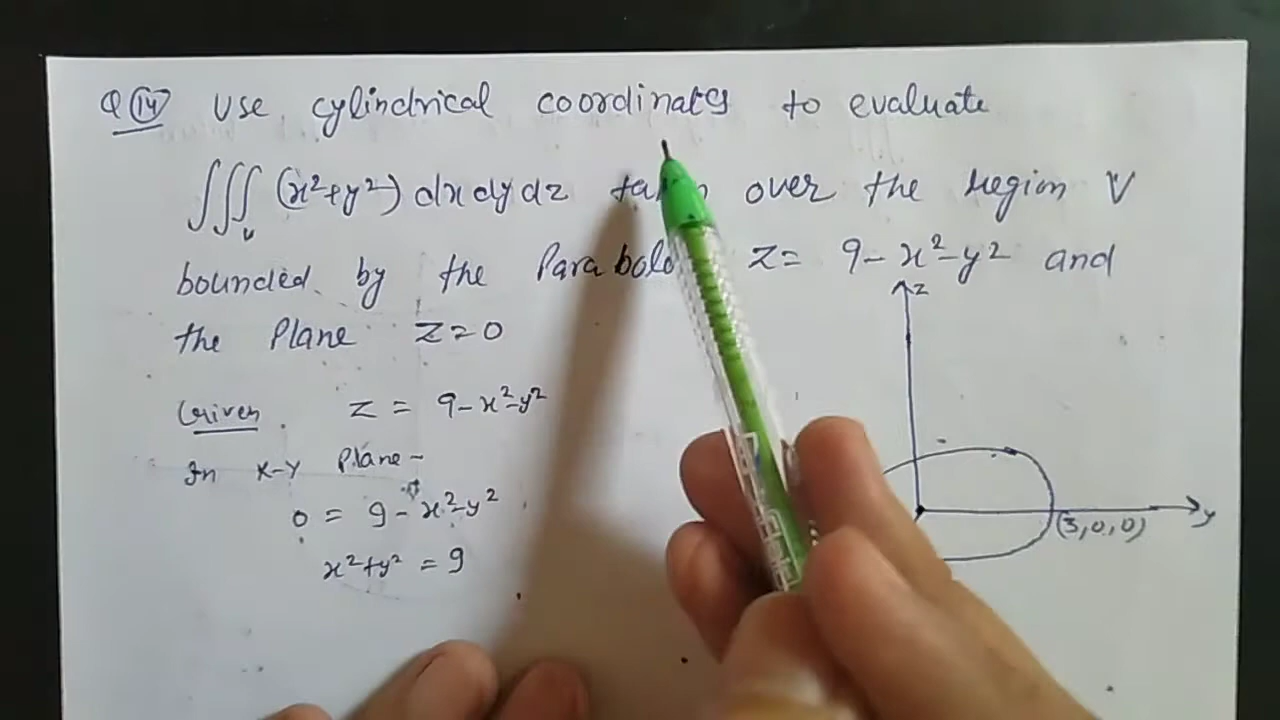 Q 14 Use cylindrical coordinates to evaluate
∫∫∫ᵥ (x²+y²) dx dy dz over the region V
bounded by the z = 9-x²-y² and
the Plane z=0
z
Given z = 9-x²-y²
In X-Y Plane-
0 = 9-x²-y²
y
(3,0,0)
x²+y² = 9